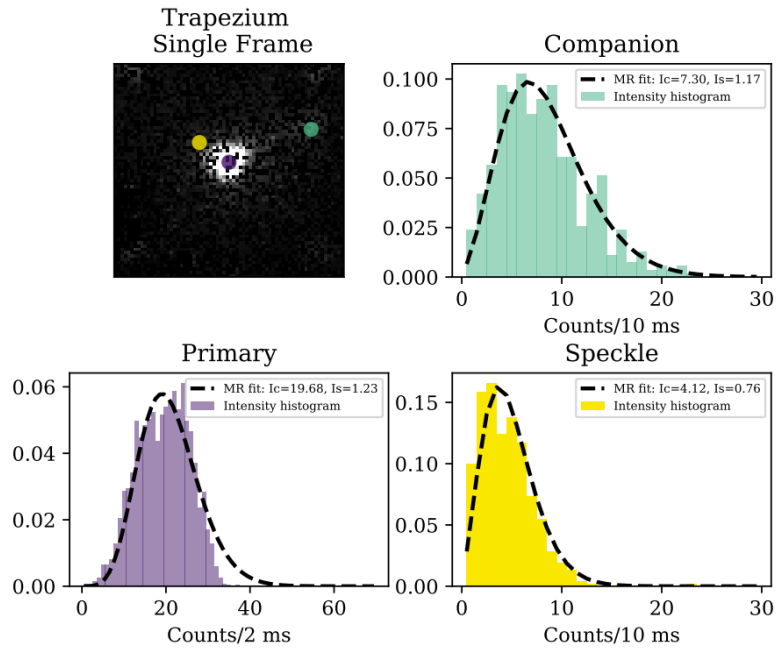 Trapezium
Single Frame
Companion
0.100
0.075
0.050
0.025
0.000
MR fit: Ic=7.30, Is=1.17
Intensity histogram
0
10
20
30
Counts/10 ms
Primary
0.06
0.04
0.02
0.00
MR fit: Ic=19.68, Is=1.23
Intensity histogram
0
20
40
60
Counts/2 ms
Speckle
0.15
0.10
0.05
0.00
MR fit: Ic=4.12, Is=0.76
Intensity histogram
0
10
20
30
Counts/10 ms